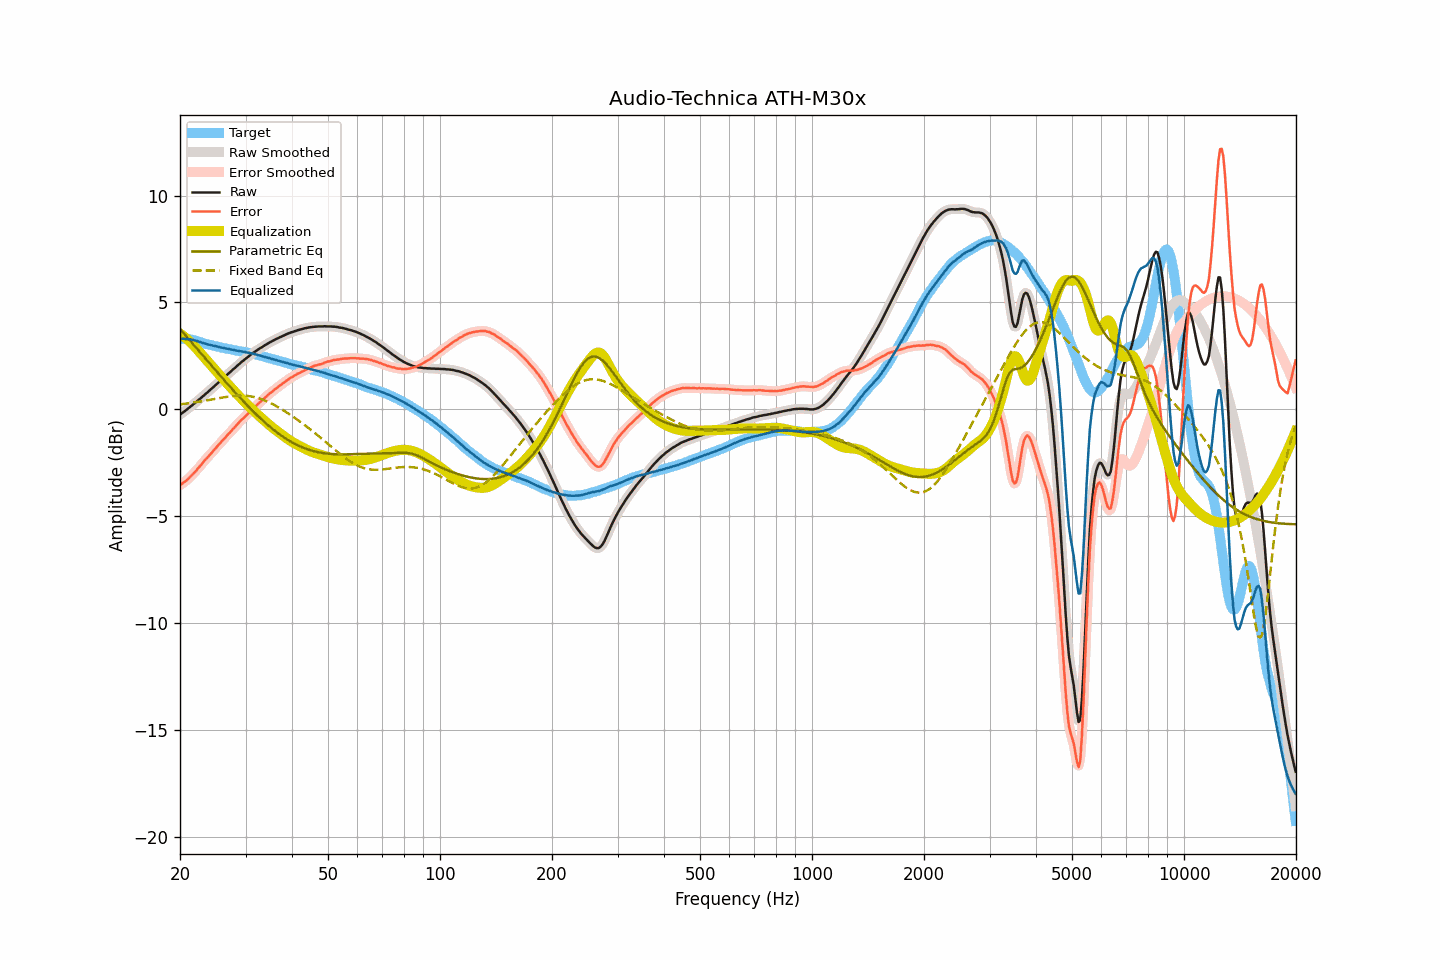 Audio-Technica ATH-M30x
Target
Raw Smoothed
Error Smoothed
Raw
Error
Equalization
Parametric Eq
Fixed Band Eq
Equalized
10
5
0
−5
−10
−15
−20
Amplitude (dBr)
20 50 100 200 500 1000 2000 5000 10000 20000
Frequency (Hz)